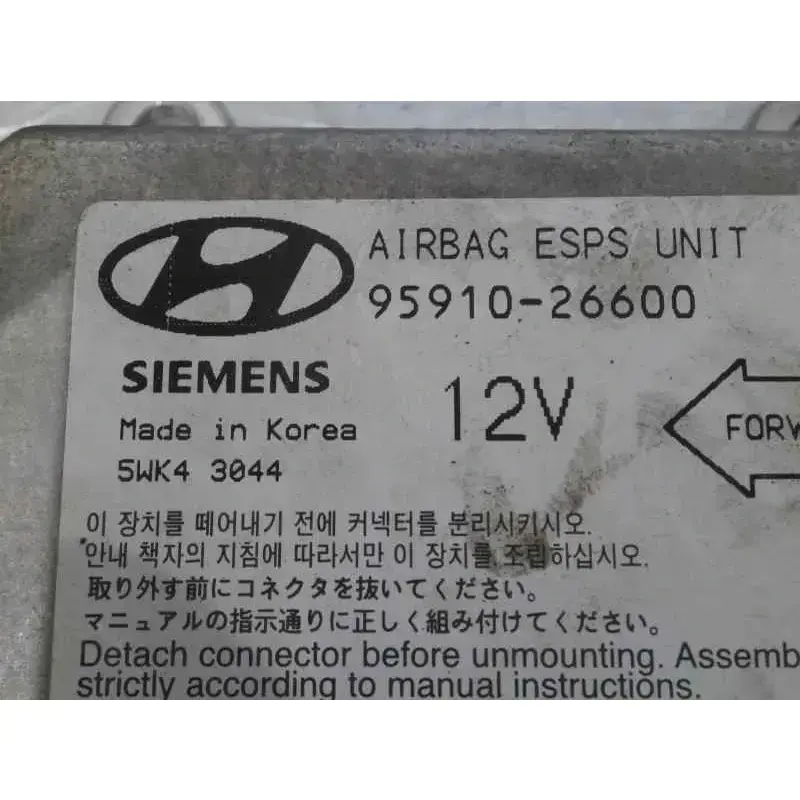 AIRBAG ESPS UNIT
95910-26600
SIEMENS
12V
Made in Korea
FORW
5WK4 3044
이 장치를 떼어내기 전에 커넥터를 분리시키시오.
안내 책자의 지침에 따라서만 이 장치를 조립하십시오.
取り外す前にコネクタを抜いてください。
マニュアルの指示通りに正しく組み付けてください。
Detach connector before unmounting. Assemb
strictly according to manual instructions.